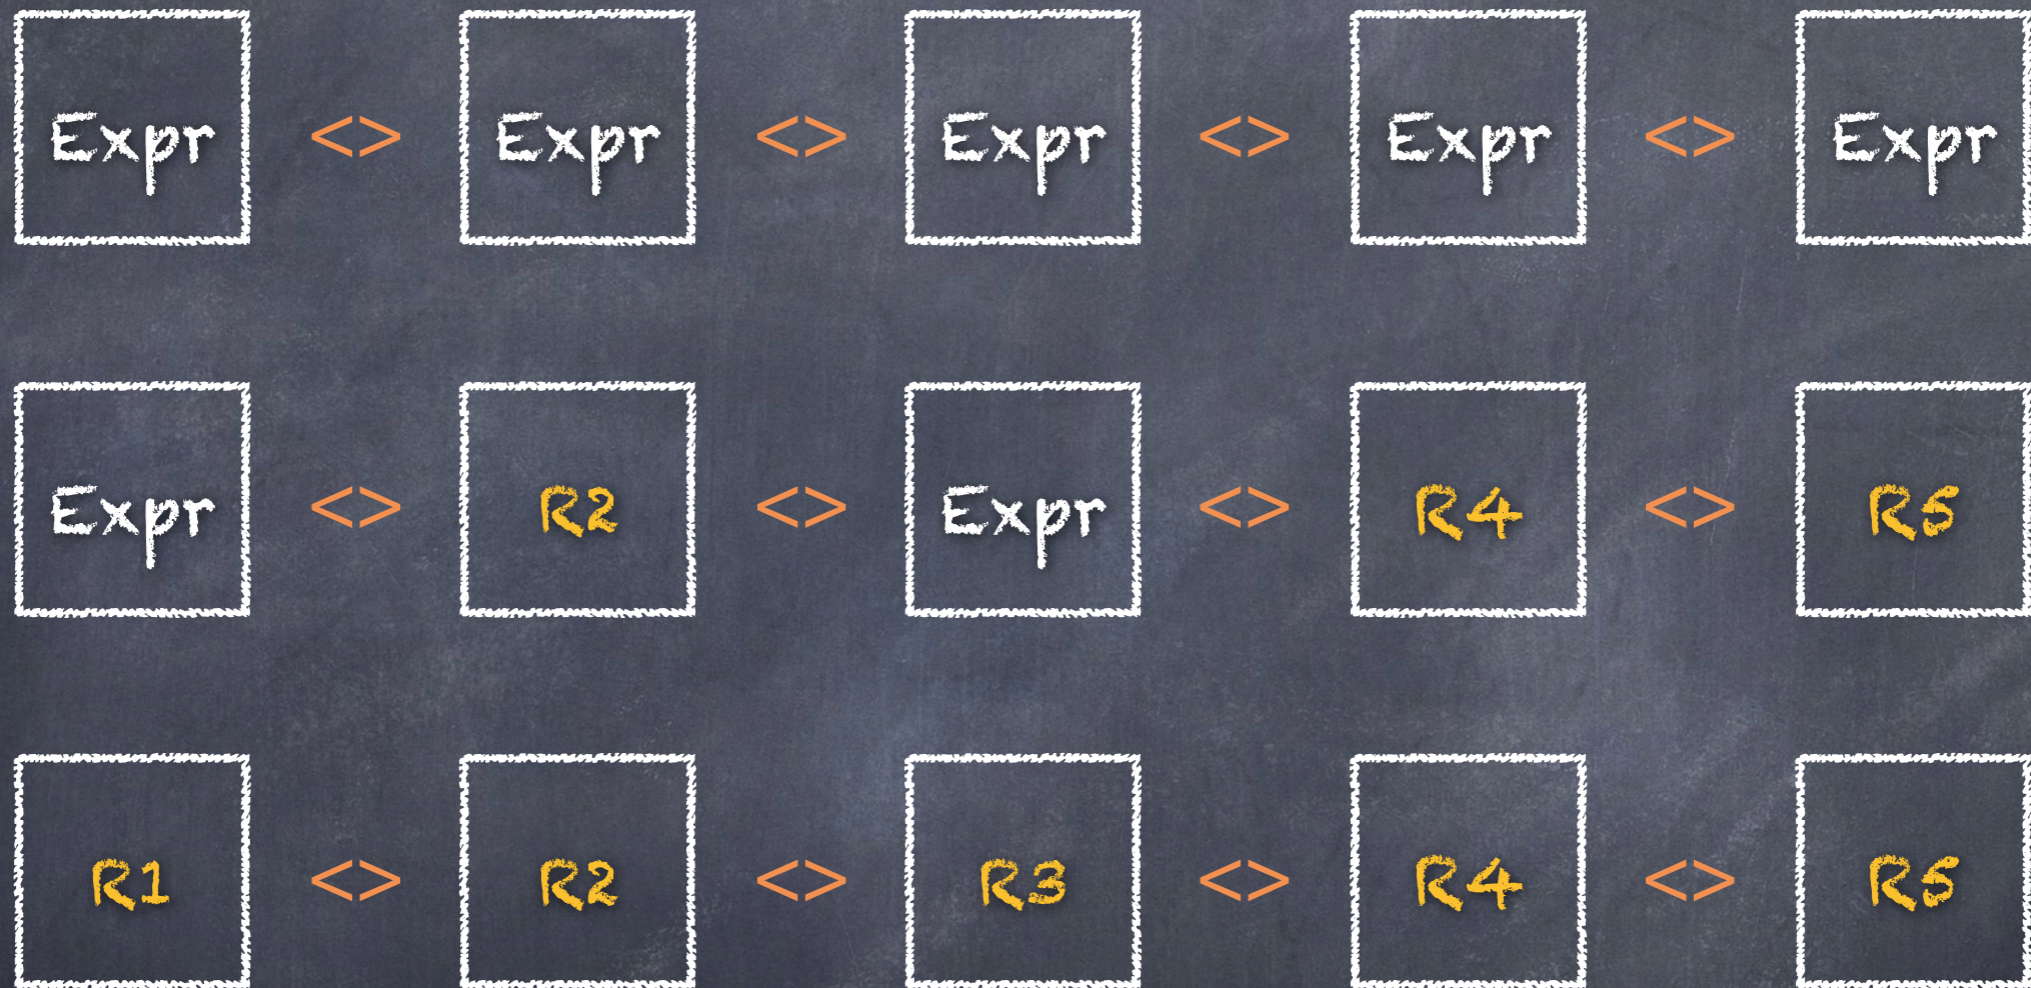 Expr <> Expr <> Expr <> Expr <> Expr
Expr <> R2 <> Expr <> R4 <> R5
R1 <> R2 <> R3 <> R4 <> R5